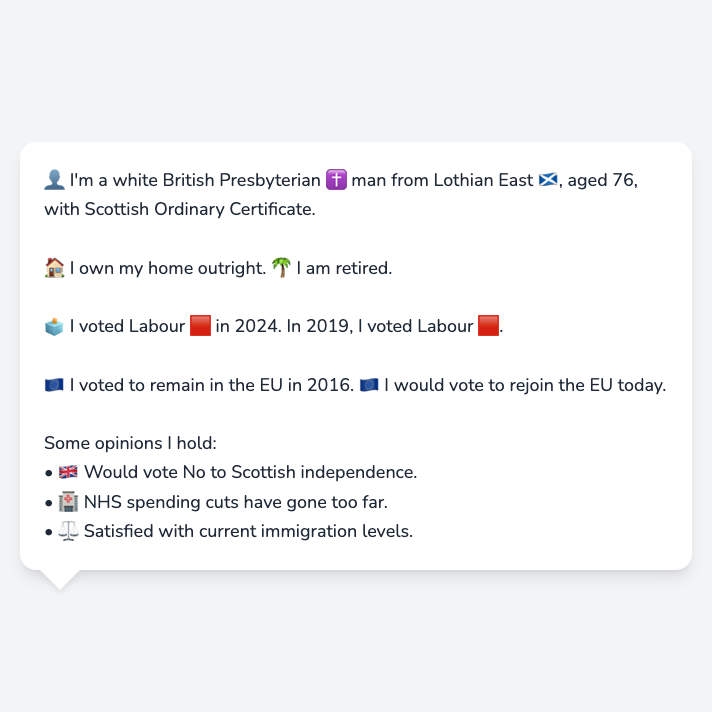 👤 I'm a white British Presbyterian ✝️ man from Lothian East 🏴󠁧󠁢󠁳󠁣󠁴󠁿, aged 76,
with Scottish Ordinary Certificate.
🏠 I own my home outright. 🌴 I am retired.
🗳️ I voted Labour 🟥 in 2024. In 2019, I voted Labour 🟥.
🇪🇺 I voted to remain in the EU in 2016. 🇪🇺 I would vote to rejoin the EU today.
Some opinions I hold:
• 🇬🇧 Would vote No to Scottish independence.
• 🏥 NHS spending cuts have gone too far.
• ⚖️ Satisfied with current immigration levels.